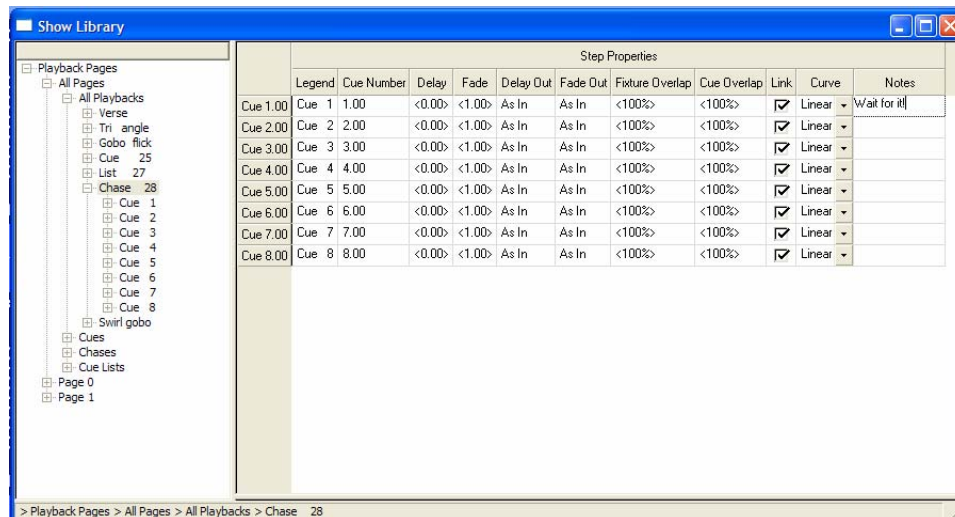 Show Library
Playback Pages
All Pages
All Playbacks
Verse
Tri angle
Gobo flick
Cue 25
List 27
Chase 28
Cue 1
Cue 2
Cue 3
Cue 4
Cue 5
Cue 6
Cue 7
Cue 8
Swirl gobo
Cues
Chases
Cue Lists
Page 0
Page 1
Step Properties
Legend Cue Number Delay Fade Delay Out Fade Out Fixture Overlap Cue Overlap Link Curve Notes
Cue 1.00 Cue 1 1.00 <0.00> <1.00> As In As In <100%> <100%> Linear Wait for it!
Cue 2.00 Cue 2 2.00 <0.00> <1.00> As In As In <100%> <100%> Linear
Cue 3.00 Cue 3 3.00 <0.00> <1.00> As In As In <100%> <100%> Linear
Cue 4.00 Cue 4 4.00 <0.00> <1.00> As In As In <100%> <100%> Linear
Cue 5.00 Cue 5 5.00 <0.00> <1.00> As In As In <100%> <100%> Linear
Cue 6.00 Cue 6 6.00 <0.00> <1.00> As In As In <100%> <100%> Linear
Cue 7.00 Cue 7 7.00 <0.00> <1.00> As In As In <100%> <100%> Linear
Cue 8.00 Cue 8 8.00 <0.00> <1.00> As In As In <100%> <100%> Linear
> Playback Pages > All Pages > All Playbacks > Chase 28